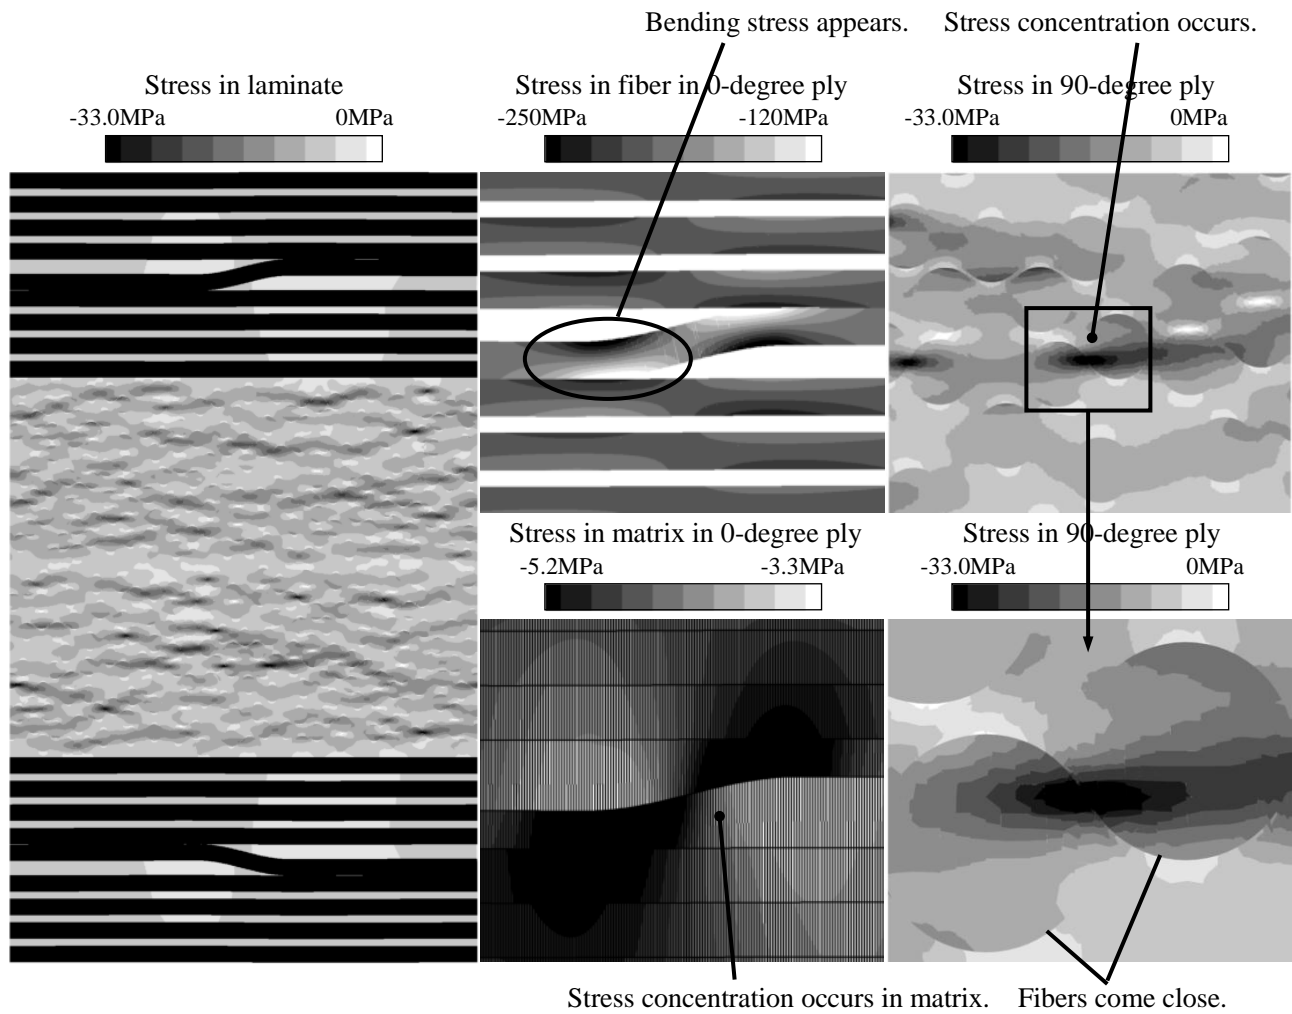 Bending stress appears.
Stress concentration occurs.
Stress in laminate
-33.0MPa 0MPa
Stress in fiber in 0-degree ply
-250MPa -120MPa
Stress in 90-degree ply
-33.0MPa 0MPa
Stress in matrix in 0-degree ply
-5.2MPa -3.3MPa
Stress in 90-degree ply
-33.0MPa 0MPa
Stress concentration occurs in matrix.
Fibers come close.